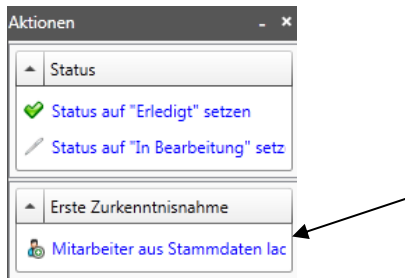 Aktionen
Status
Status auf "Erledigt" setzen
Status auf "In Bearbeitung" setz
Erste Zurkenntnisnahme
Mitarbeiter aus Stammdaten lac